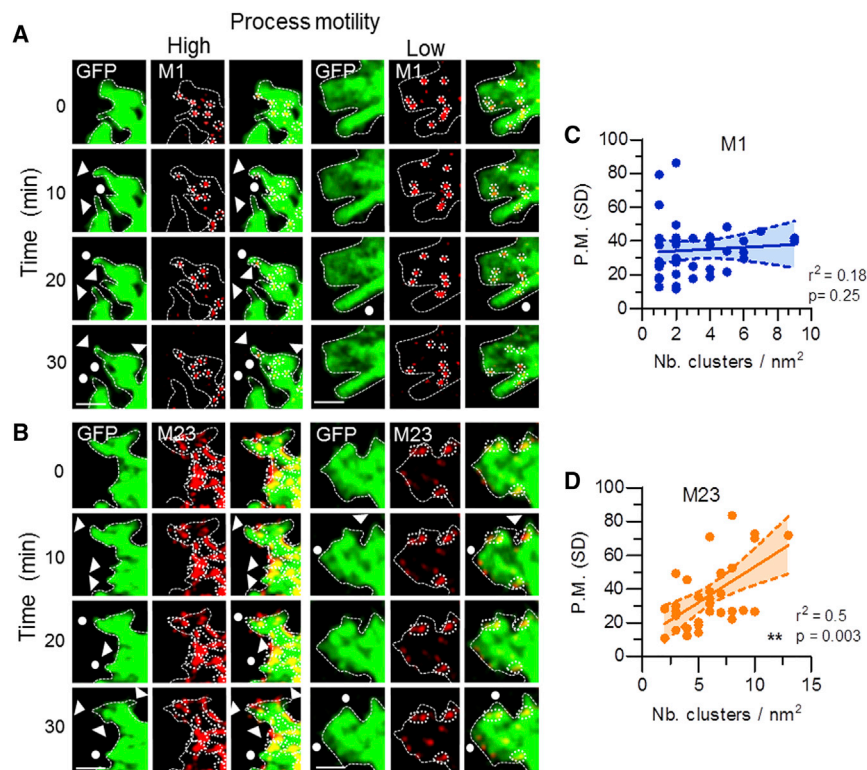 Process motility
A
High
Low
GFP M1 GFP M1
0
10
20
30
Time (min)
B
GFP M23 GFP M23
0
10
20
30
Time (min)
C
M1
100
80
60
40
20
0
P.M. (SD)
r² = 0.18
p= 0.25
0 2 4 6 8 10
Nb. clusters / nm²
D
M23
100
80
60
40
20
0
P.M. (SD)
r² = 0.5
** p = 0.003
0 5 10 15
Nb. clusters / nm²